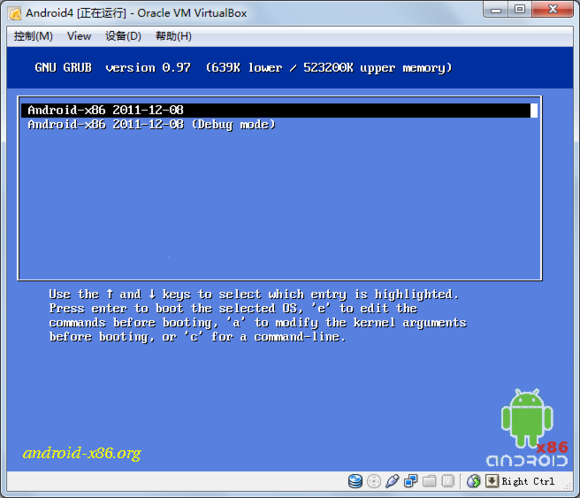 Android4 [正在运行] - Oracle VM VirtualBox
控制(M) View 设备(D) 帮助(H)
GNU GRUB version 0.97 (639K lower / 523200K upper memory)
Android-x86 2011-12-08
Android-x86 2011-12-08 (Debug mode)
Use the ↑ and ↓ keys to select which entry is highlighted.
Press enter to boot the selected OS, 'e' to edit the
commands before booting, 'a' to modify the kernel arguments
before booting, or 'c' for a command-line.
x86
android-x86.org
ANDROID
Right Ctrl